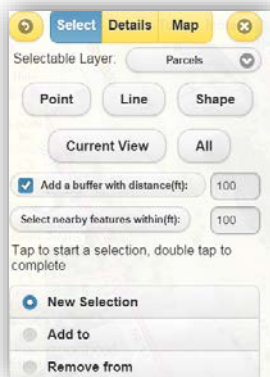 Select Details Map
Selectable Layer: Parcels
Point Line Shape
Current View All
Add a buffer with distance(ft): 100
Select nearby features within(ft): 100
Tap to start a selection, double tap to
complete
New Selection
Add to
Remove from